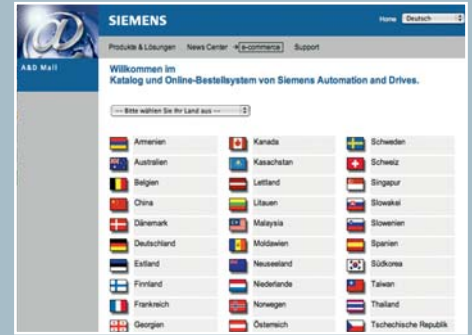 SIEMENS
Home Deutsch
Produkte & Lösungen News Center e-commerce Support
A&D Mall
Willkommen im
Katalog und Online-Bestellsystem von Siemens Automation and Drives.
--- Bitte wählen Sie Ihr Land aus ---
Armenien Kanada Schweden
Australien Kasachstan Schweiz
Belgien Lettland Singapur
China Litauen Slowakei
Dänemark Malaysia Slowenien
Deutschland Moldawien Spanien
Estland Neuseeland Südkorea
Finnland Niederlande Taiwan
Frankreich Norwegen Thailand
Georgien Österreich Tschechische Republik